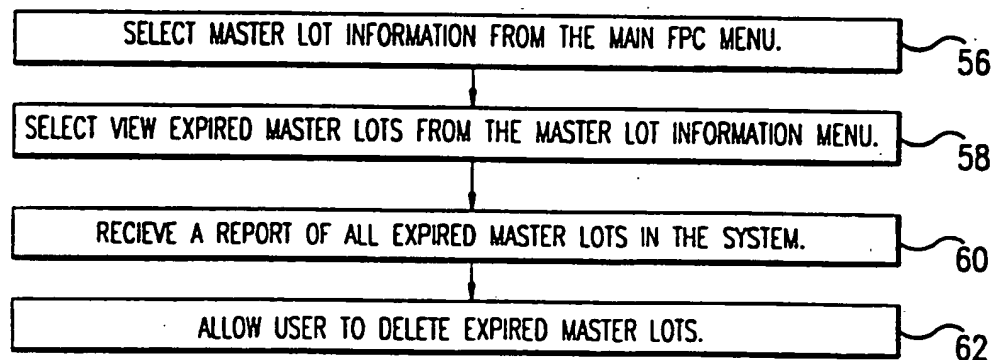 SELECT MASTER LOT INFORMATION FROM THE MAIN FPC MENU.
56
SELECT VIEW EXPIRED MASTER LOTS FROM THE MASTER LOT INFORMATION MENU.
58
RECIEVE A REPORT OF ALL EXPIRED MASTER LOTS IN THE SYSTEM.
60
ALLOW USER TO DELETE EXPIRED MASTER LOTS.
62